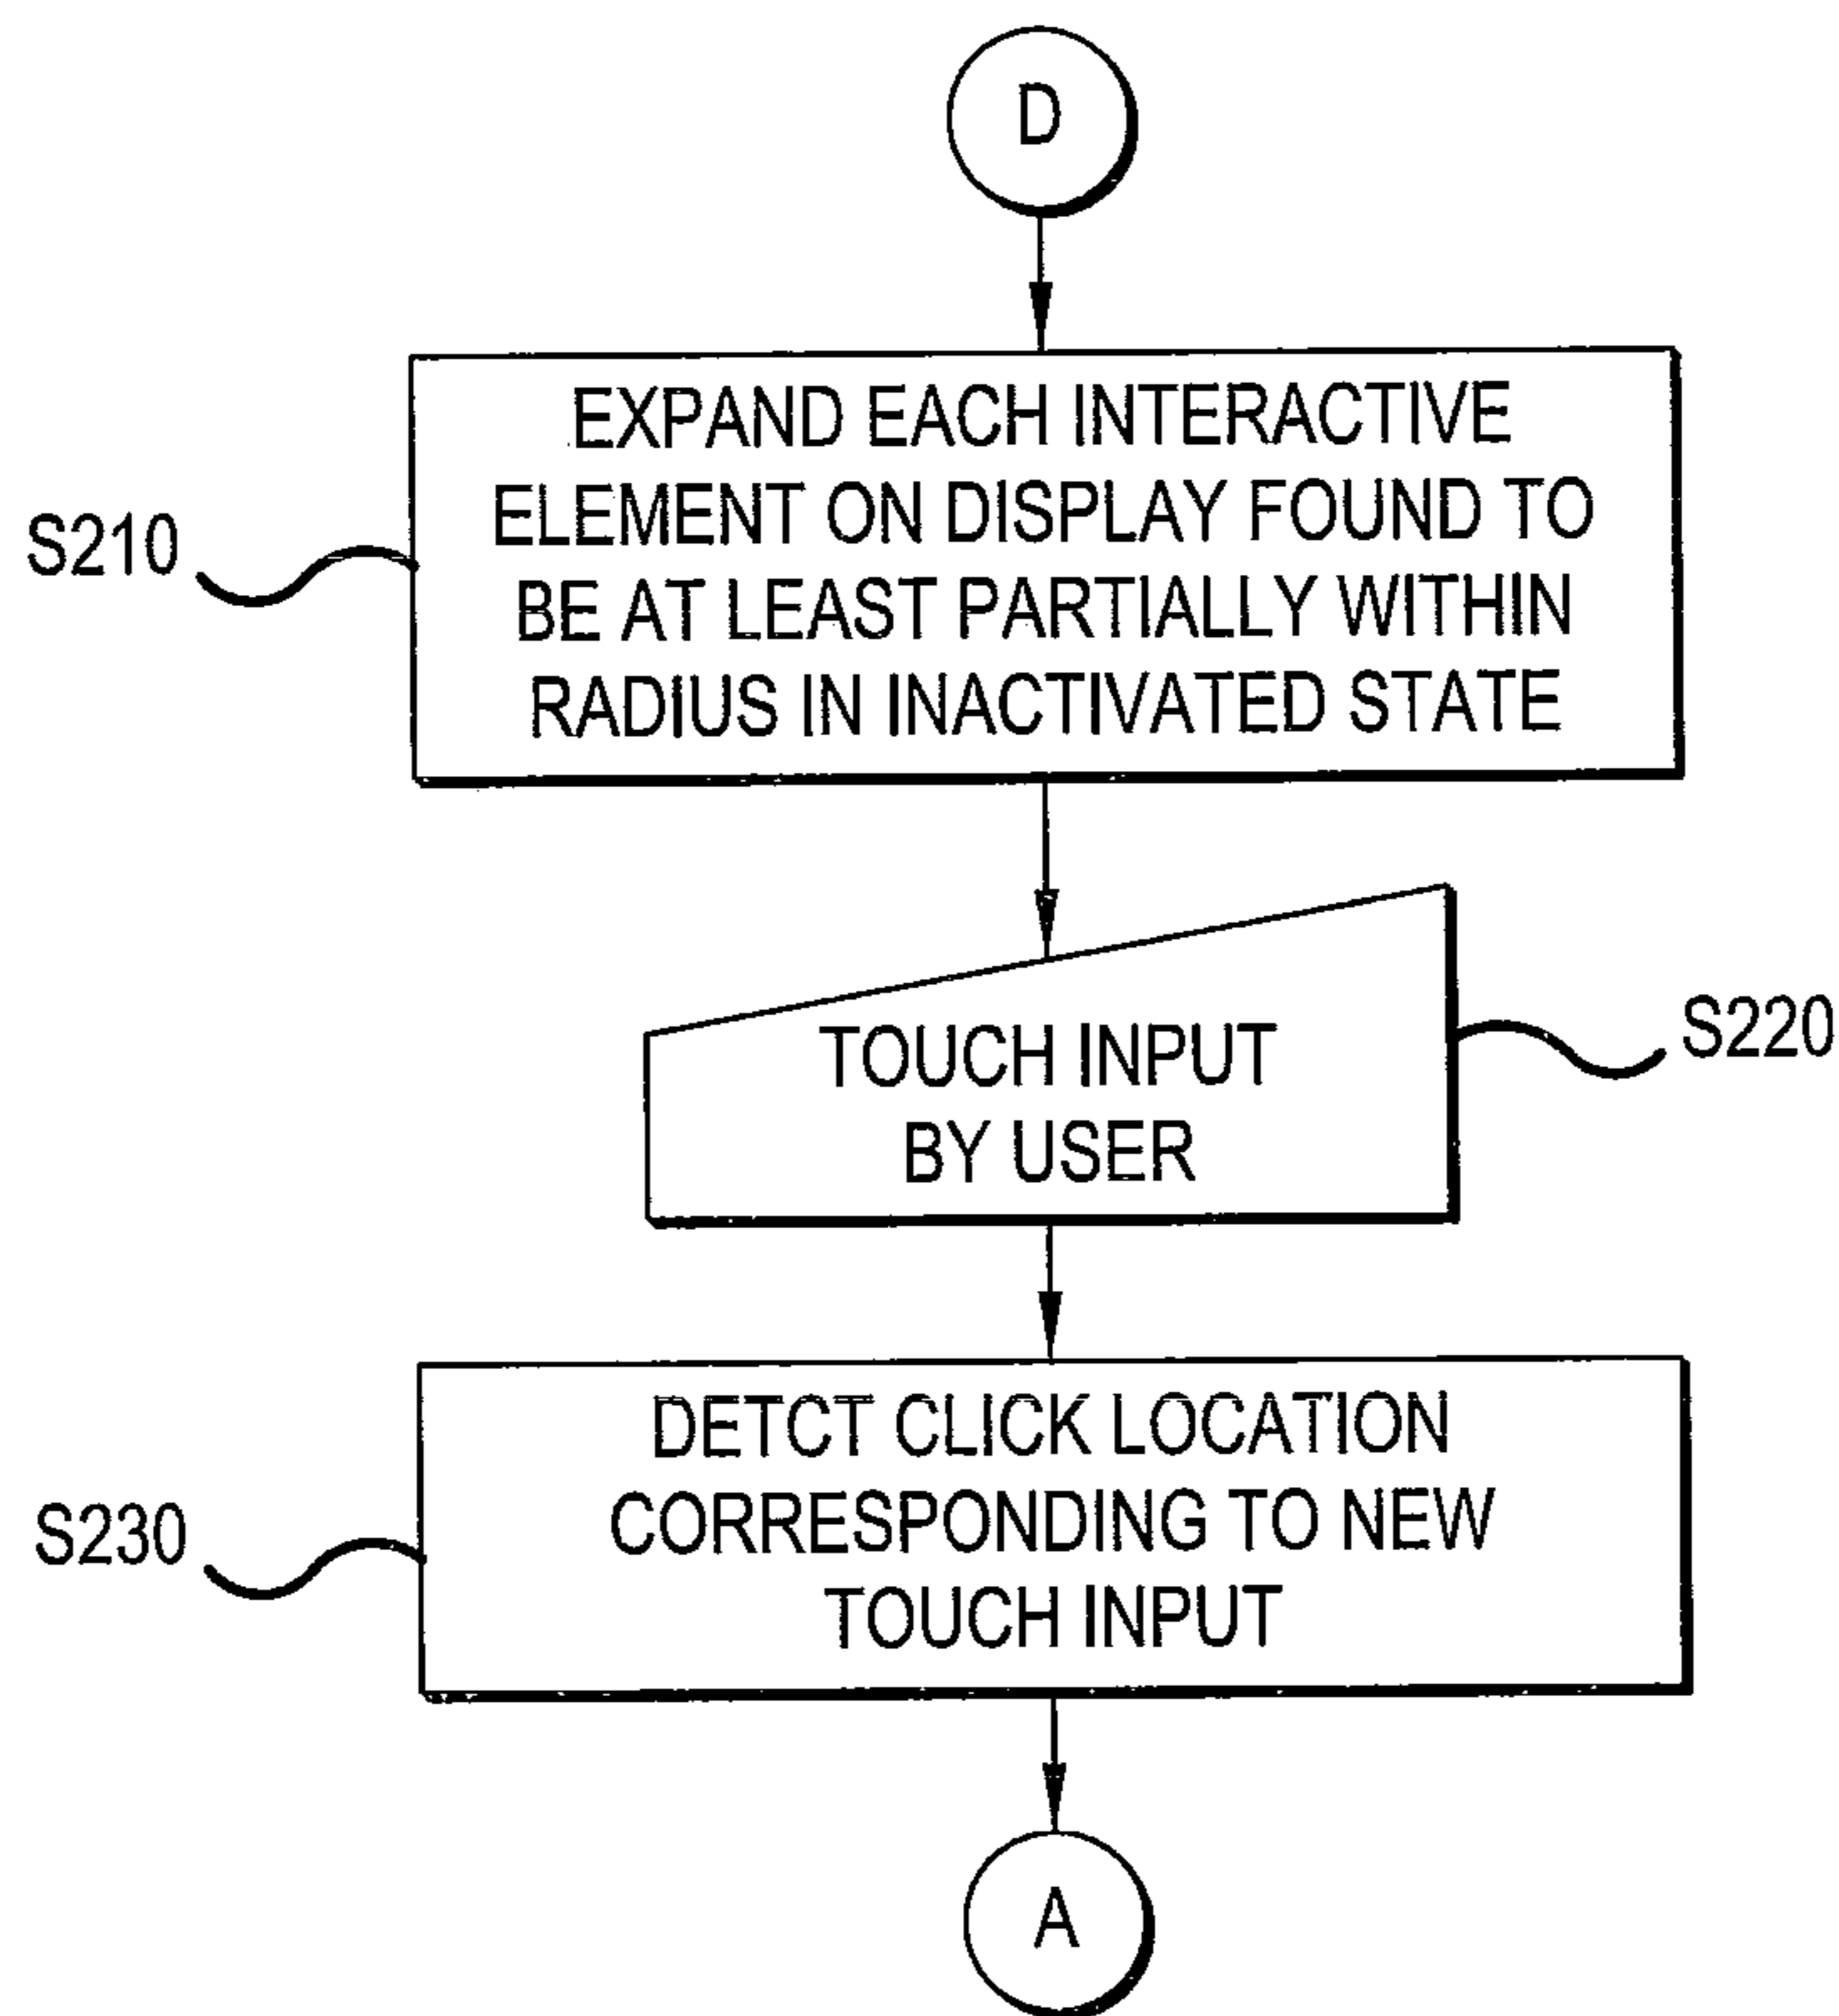 D
EXPAND EACH INTERACTIVE
ELEMENT ON DISPLAY FOUND TO
BE AT LEAST PARTIALLY WITHIN
RADIUS IN INACTIVATED STATE
S210
TOUCH INPUT
BY USER
S220
DETCT CLICK LOCATION
CORRESPONDING TO NEW
TOUCH INPUT
S230
A